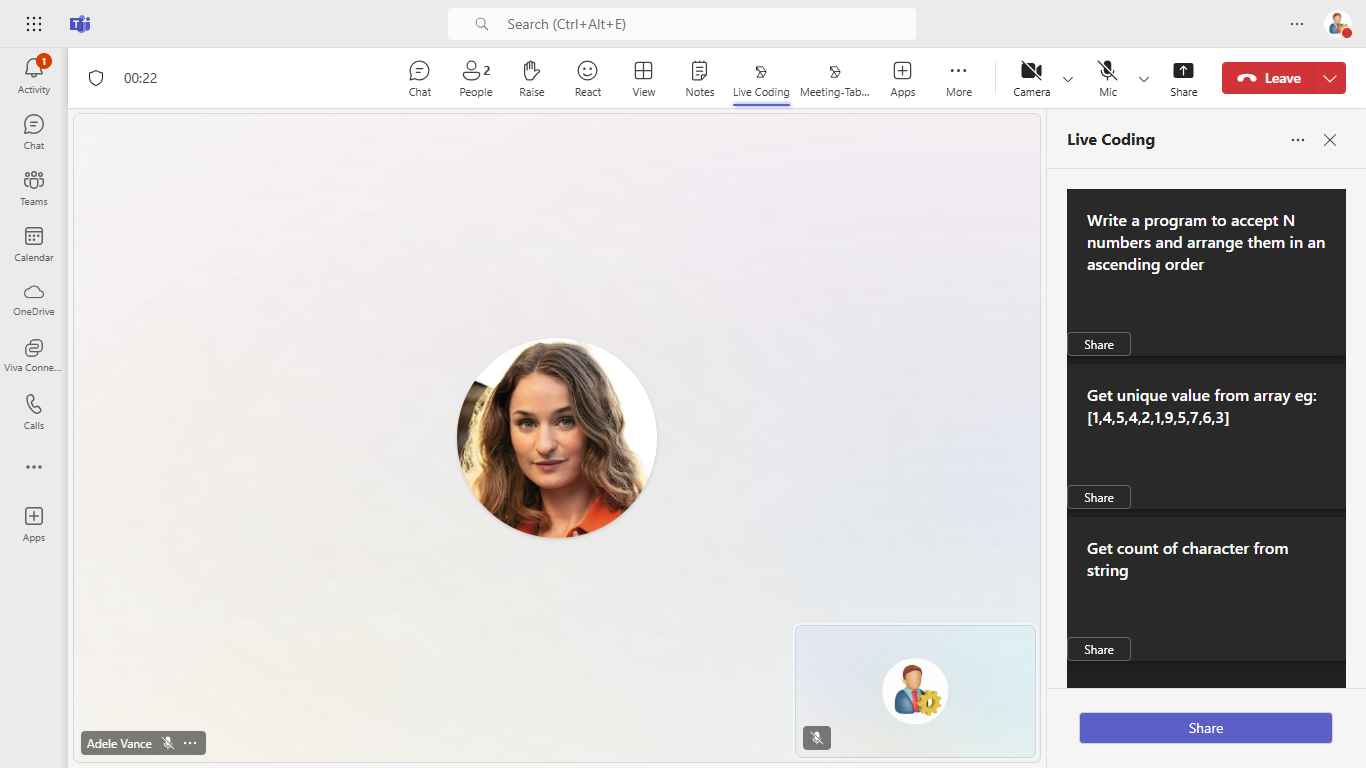 Search (Ctrl+Alt+E)
1
Activity
Chat
Teams
Calendar
OneDrive
Viva Conne...
Calls
Apps
00:22
Chat
2
People
Raise
React
View
Notes
Live Coding
Meeting-Tab...
Apps
More
Camera
Mic
Share
Leave
Adele Vance
Live Coding
Write a program to accept N
numbers and arrange them in an
ascending order
Share
Get unique value from array eg:
[1,4,5,4,2,1,9,5,7,6,3]
Share
Get count of character from
string
Share
Share